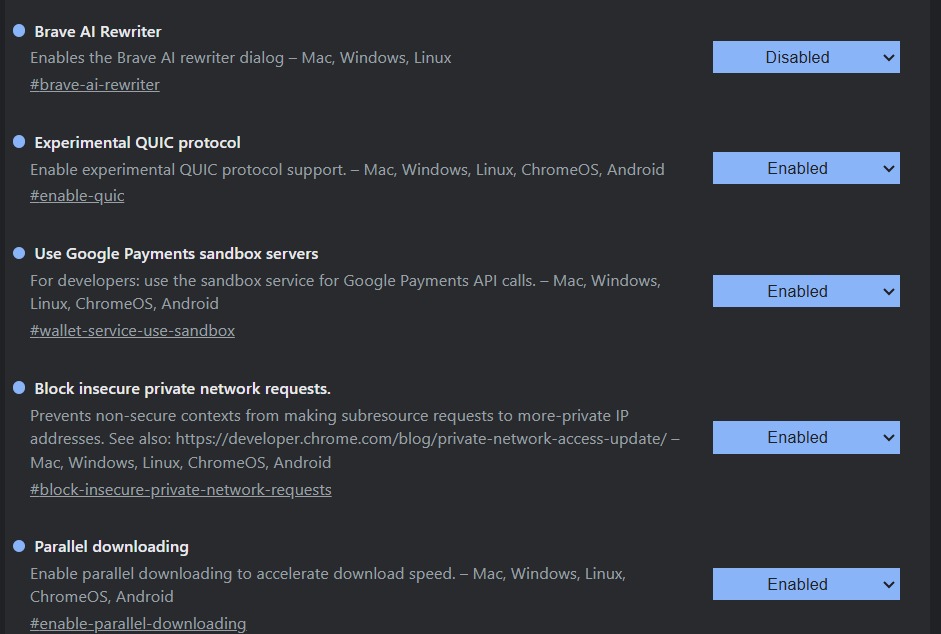 Brave AI Rewriter
Enables the Brave AI rewriter dialog – Mac, Windows, Linux
#brave-ai-rewriter
Disabled
Experimental QUIC protocol
Enable experimental QUIC protocol support. – Mac, Windows, Linux, ChromeOS, Android
#enable-quic
Enabled
Use Google Payments sandbox servers
For developers: use the sandbox service for Google Payments API calls. – Mac, Windows,
Linux, ChromeOS, Android
#wallet-service-use-sandbox
Enabled
Block insecure private network requests.
Prevents non-secure contexts from making subresource requests to more-private IP
addresses. See also: https://developer.chrome.com/blog/private-network-access-update/ –
Mac, Windows, Linux, ChromeOS, Android
#block-insecure-private-network-requests
Enabled
Parallel downloading
Enable parallel downloading to accelerate download speed. – Mac, Windows, Linux,
ChromeOS, Android
#enable-parallel-downloading
Enabled